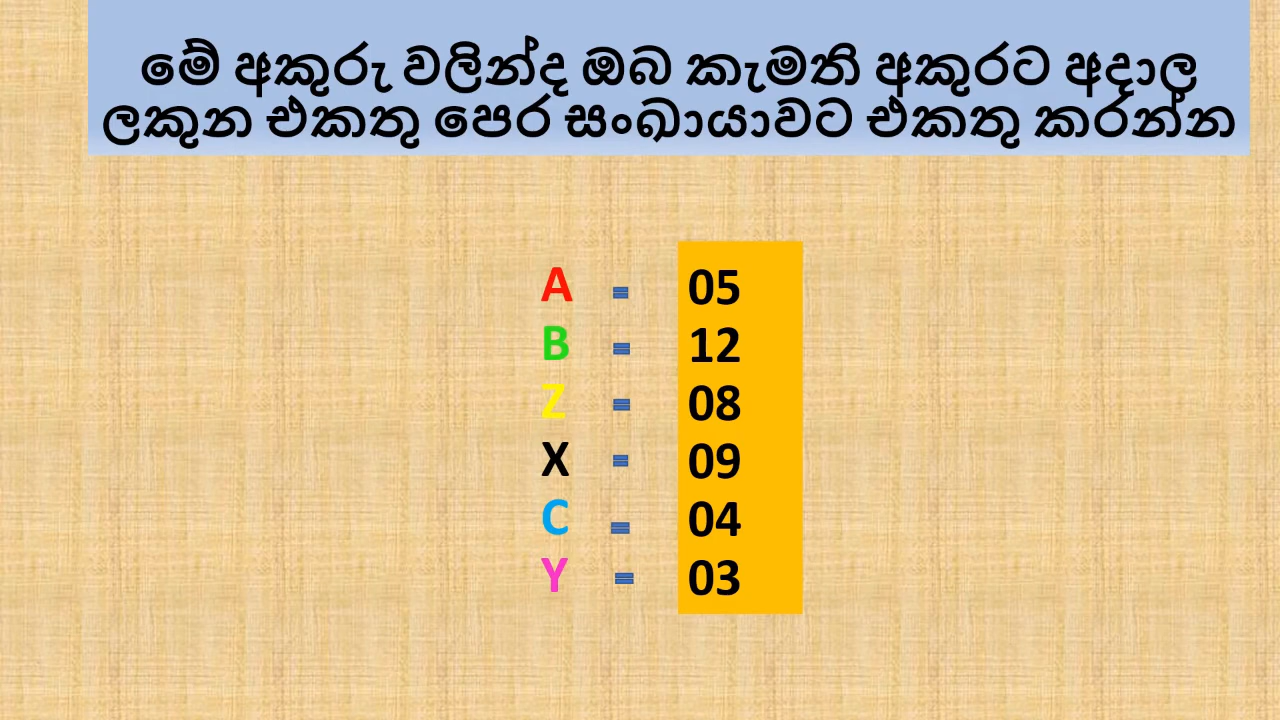 මේ අකුරු වලින්ද ඔබ කැමති අකුරට අදාල
ලකුන එකතු පෙර සංඛ්‍යාවට එකතු කරන්න
A = 05
B = 12
Z = 08
X = 09
C = 04
Y = 03